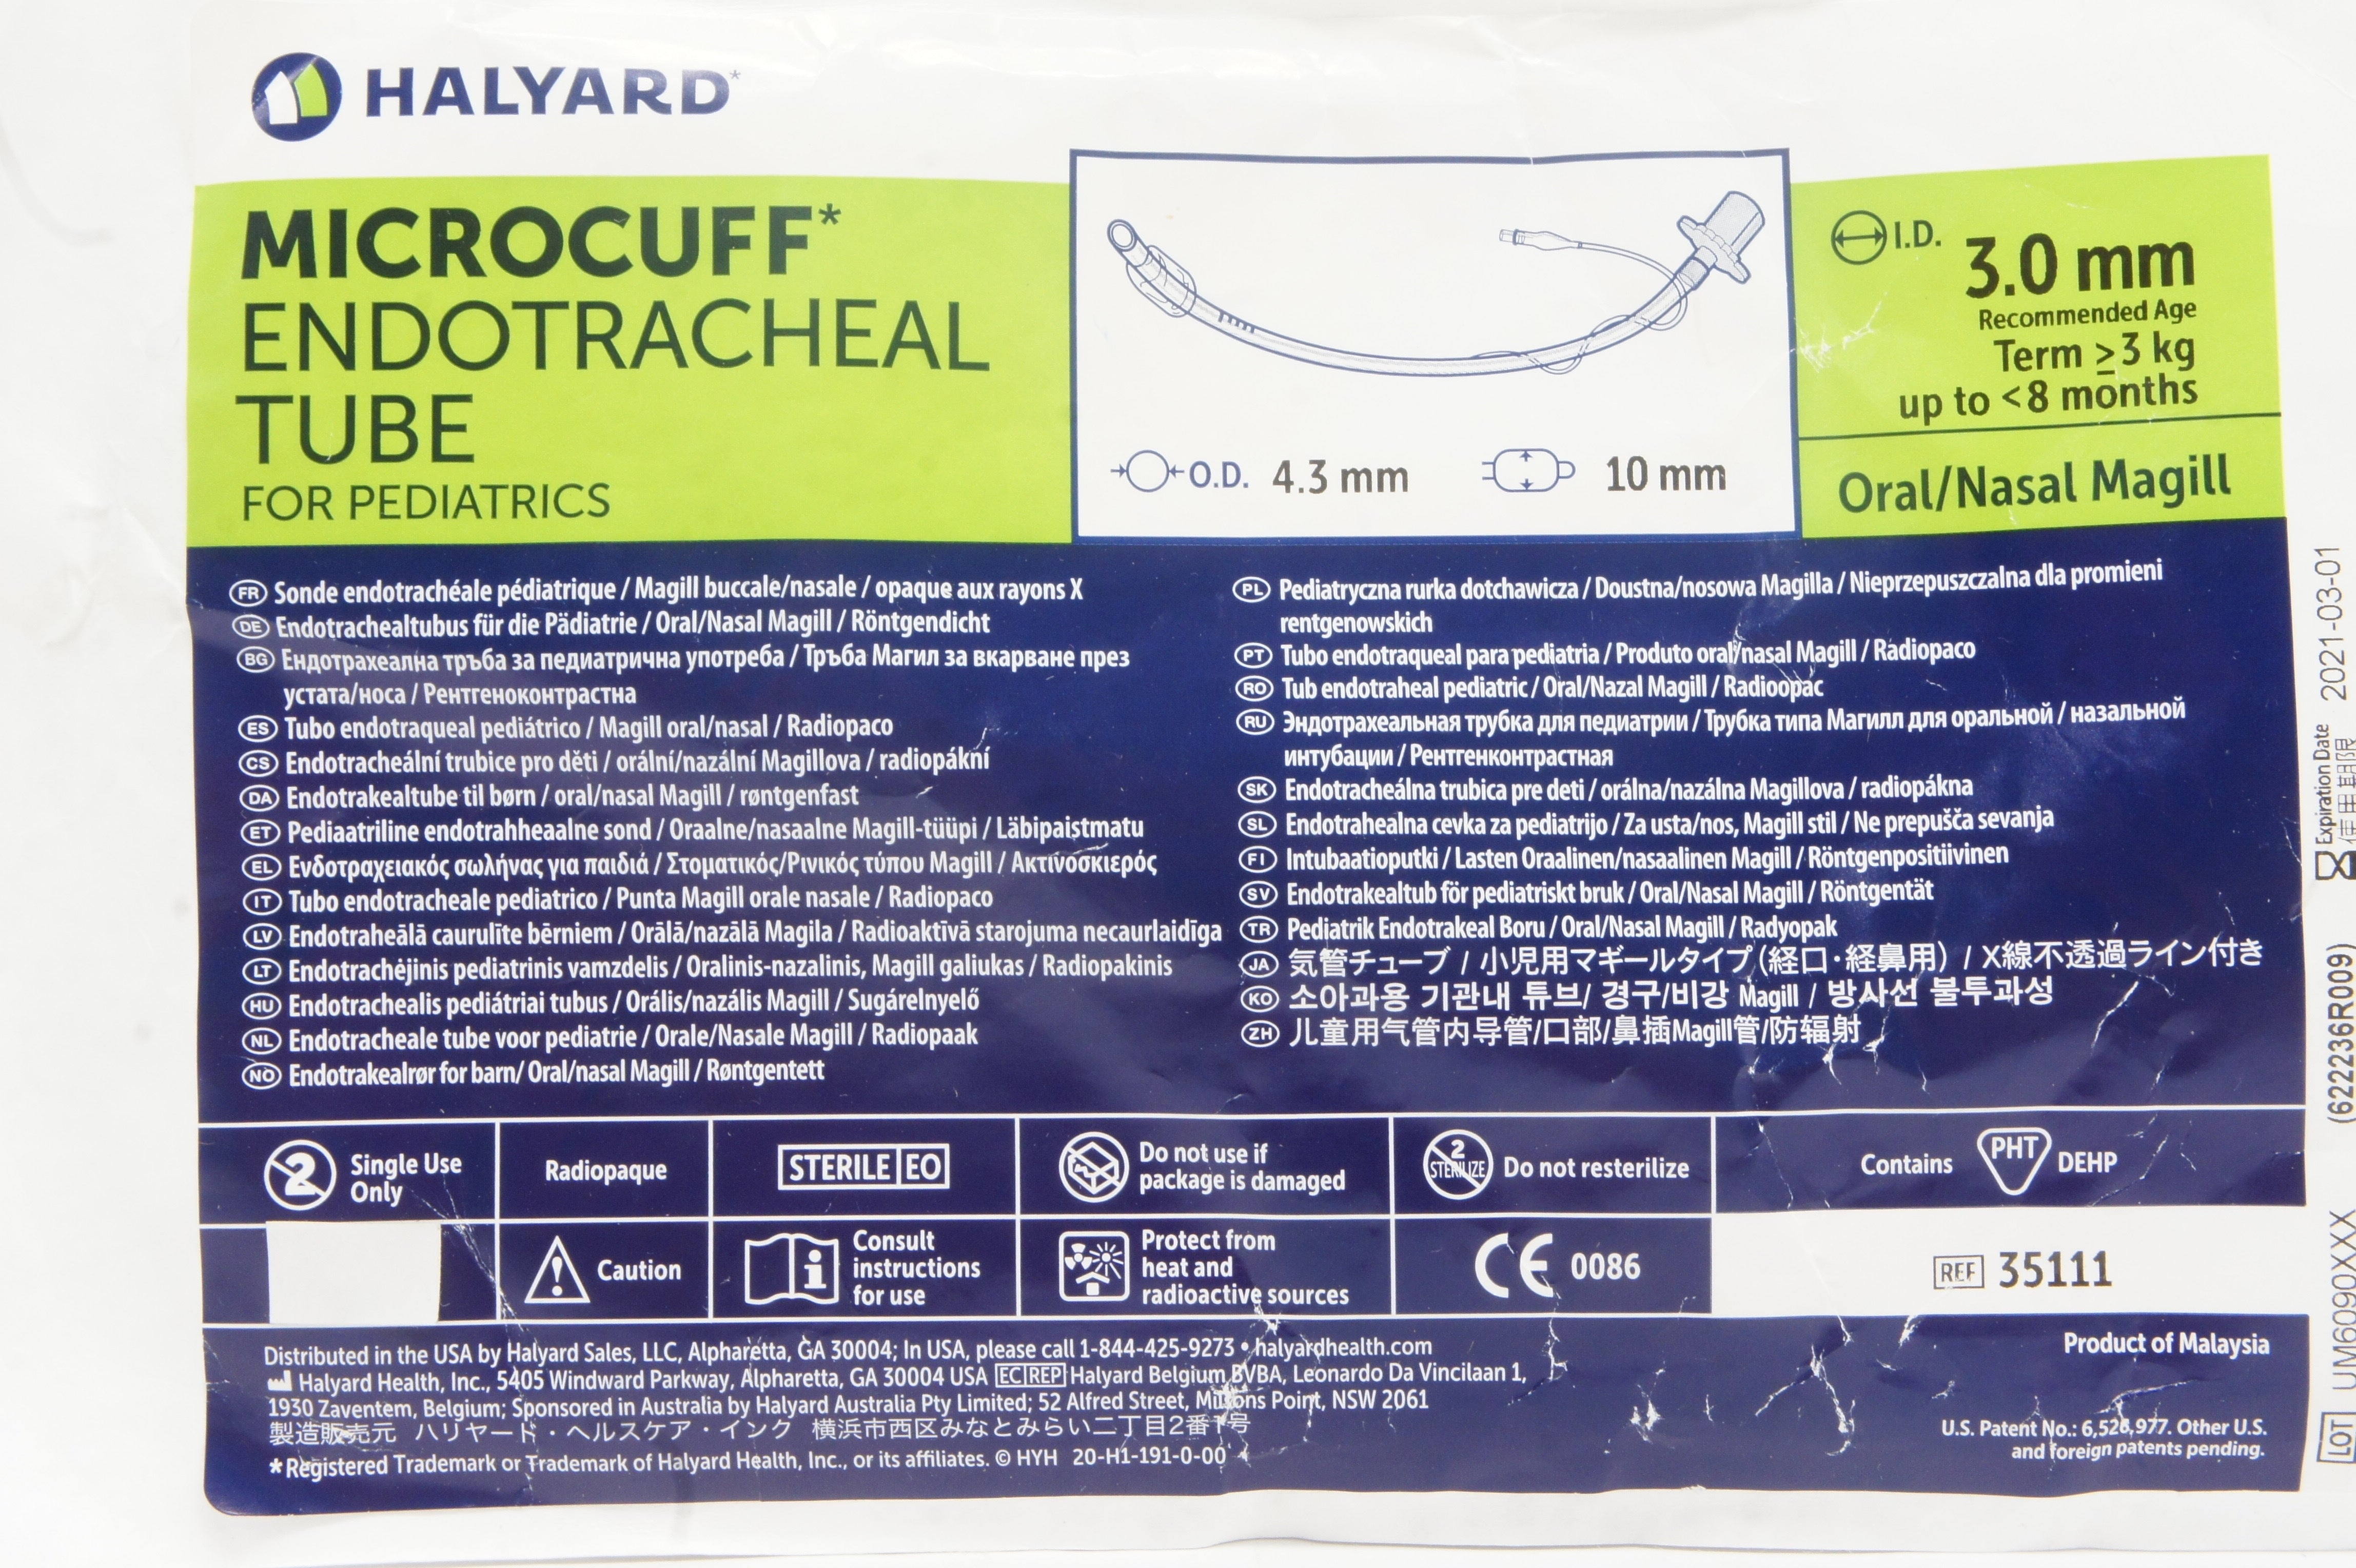 HALYARD*
MICROCUFF*
ENDOTRACHEAL
TUBE
FOR PEDIATRICS
O.D. 4.3 mm
10 mm
I.D. 3.0 mm
Recommended Age
Term ≥3 kg
up to <8 months
Oral/Nasal Magill
FR Sonde endotrachéale pédiatrique / Magill buccale/nasale / opaque aux rayons X
DE Endotrachealtubus für die Pädiatrie / Oral/Nasal Magill / Röntgendicht
BG Ендотрахеална тръба за педиатрична употреба / Тръба Магил за вкарване през
устата/носа / Рентгеноконтрастна
ES Tubo endotraqueal pediátrico / Magill oral/nasal / Radiopaco
CS Endotracheální trubice pro děti / orální/nazální Magillova / radiopákní
DA Endotrakealtube til børn / oral/nasal Magill / røntgenfast
ET Pediaatriline endotrahheaalne sond / Oraalne/nasaalne Magill-tüüpi / Läbipaistmatu
EL Ενδοτραχειακός σωλήνας για παιδιά / Στοματικός/Ρινικός τύπου Magill / Ακτινοσκιερός
IT Tubo endotracheale pediatrico / Punta Magill orale nasale / Radiopaco
LV Endotraheālā caurulīte bērniem / Orālā/nazālā Magila / Radioaktīvā starojuma necaurlaidīga
LT Endotrachėjinis pediatrinis vamzdelis / Oralinis-nazalinis, Magill galiukas / Radiopakinis
HU Endotrachealis pediátriai tubus / Orális/nazális Magill / Sugárelnyelő
NL Endotracheale tube voor pediatrie / Orale/Nasale Magill / Radiopaak
NO Endotrakealrør for barn/ Oral/nasal Magill / Røntgentett
PL Pediatryczna rurka dotchawicza / Doustna/nosowa Magilla / Nieprzepuszczalna dla promieni
rentgenowskich
PT Tubo endotraqueal para pediatria / Produto oral/nasal Magill / Radiopaco
RO Tub endotraheal pediatric / Oral/Nazal Magill / Radioopac
RU Эндотрахеальная трубка для педиатрии / Трубка типа Магилл для оральной / назальной
интубации / Рентгенконтрастная
SK Endotracheálna trubica pre deti / orálna/nazálna Magillova / radiopákna
SL Endotrahealna cevka za pediatrijo / Za usta/nos, Magill stil / Ne prepušča sevanja
FI Intubaatioputki / Lasten Oraalinen/nasaalinen Magill / Röntgenpositiivinen
SV Endotrakealtub för pediatriskt bruk / Oral/Nasal Magill / Röntgentät
TR Pediatrik Endotrakeal Boru / Oral/Nasal Magill / Radyopak
JA 気管チューブ / 小児用マギールタイプ（経口・経鼻用） / X線不透過ライン付き
KO 소아과용 기관내 튜브/ 경구/비강 Magill / 방사선 불투과성
ZH 儿童用气管内导管/口部/鼻插Magill管/防辐射
2 Single Use
Only
Radiopaque
STERILE EO
Do not use if
package is damaged
2 STERILIZE Do not resterilize
Contains PHT DEHP
Caution
Consult
instructions
for use
Protect from
heat and
radioactive sources
CE 0086
REF 35111
Distributed in the USA by Halyard Sales, LLC, Alpharetta, GA 30004; In USA, please call 1-844-425-9273 • halyardhealth.com
Halyard Health, Inc., 5405 Windward Parkway, Alpharetta, GA 30004 USA EC REP Halyard Belgium BVBA, Leonardo Da Vincilaan 1,
1930 Zaventem, Belgium; Sponsored in Australia by Halyard Australia Pty Limited; 52 Alfred Street, Milsons Point, NSW 2061
製造販売元 ハリヤード・ヘルスケア・インク 横浜市西区みなとみらい二丁目2番1号
*Registered Trademark or Trademark of Halyard Health, Inc., or its affiliates. © HYH 20-H1-191-0-00
Product of Malaysia
U.S. Patent No.: 6,526,977. Other U.S.
and foreign patents pending.
Expiration Date 2021-03-01
使用期限
(622236R009)
LOT UM6090XXX